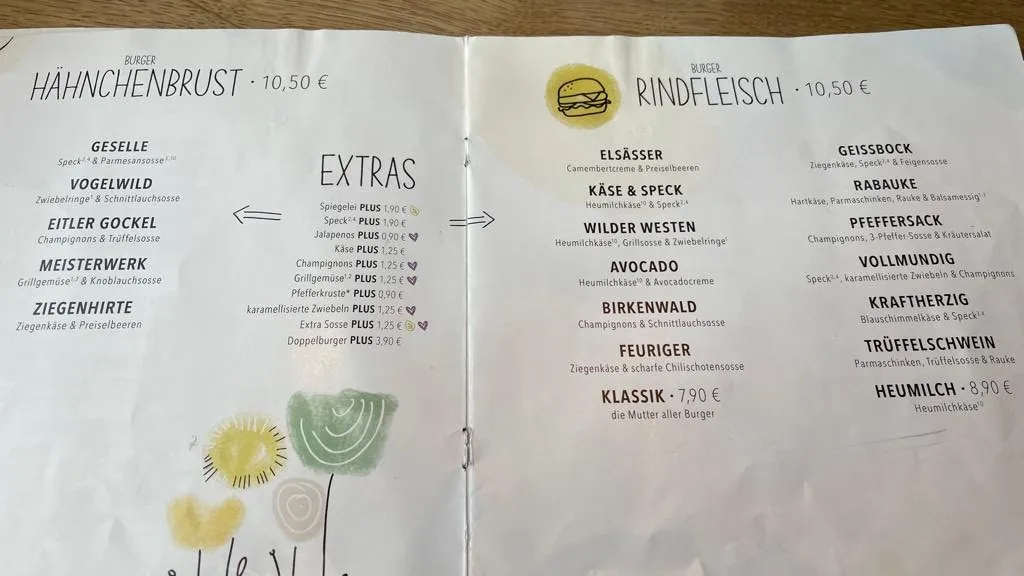 BURGER
HÄHNCHENBRUST · 10,50 €
GESELLE
Speck²,⁴ & Parmesansosse³,¹⁰
VOGELWILD
Zwiebelringe¹ & Schnittlauchsosse
EITLER GOCKEL
Champignons & Trüffelsosse
MEISTERWERK
Grillgemüse¹,² & Knoblauchsosse
ZIEGENHIRTE
Ziegenkäse & Preiselbeeren
EXTRAS
Spiegelei PLUS 1,90 €
Speck²,⁴ PLUS 1,90 €
Jalapenos PLUS 0,90 €
Käse PLUS 1,25 €
Champignons PLUS 1,25 €
Grillgemüse¹,² PLUS 1,25 €
Pfefferkruste* PLUS 0,90 €
karamellisierte Zwiebeln PLUS 1,25 €
Extra Sosse PLUS 1,25 €
Doppelburger PLUS 3,90 €
BURGER
RINDFLEISCH · 10,50 €
ELSÄSSER
Camembertcreme & Preiselbeeren
KÄSE & SPECK
Heumilchkäse¹⁰ & Speck²,⁴
WILDER WESTEN
Heumilchkäse¹⁰, Grillsosse & Zwiebelringe¹
AVOCADO
Heumilchkäse¹⁰ & Avocadocreme
BIRKENWALD
Champignons & Schnittlauchsosse
FEURIGER
Ziegenkäse & scharfe Chilischotensosse
KLASSIK · 7,90 €
die Mutter aller Burger
GEISSBOCK
Ziegenkäse, Speck²,⁴ & Feigensosse
RABAUKE
Hartkäse, Parmaschinken, Rauke & Balsamessig¹,³
PFEFFERSACK
Champignons, 3-Pfeffer-Sosse & Kräutersalat
VOLLMUNDIG
Speck²,⁴, karamellisierte Zwiebeln & Champignons
KRAFTHERZIG
Blauschimmelkäse & Speck²,⁴
TRÜFFELSCHWEIN
Parmaschinken, Trüffelsosse & Rauke
HEUMILCH · 8,90 €
Heumilchkäse¹⁰